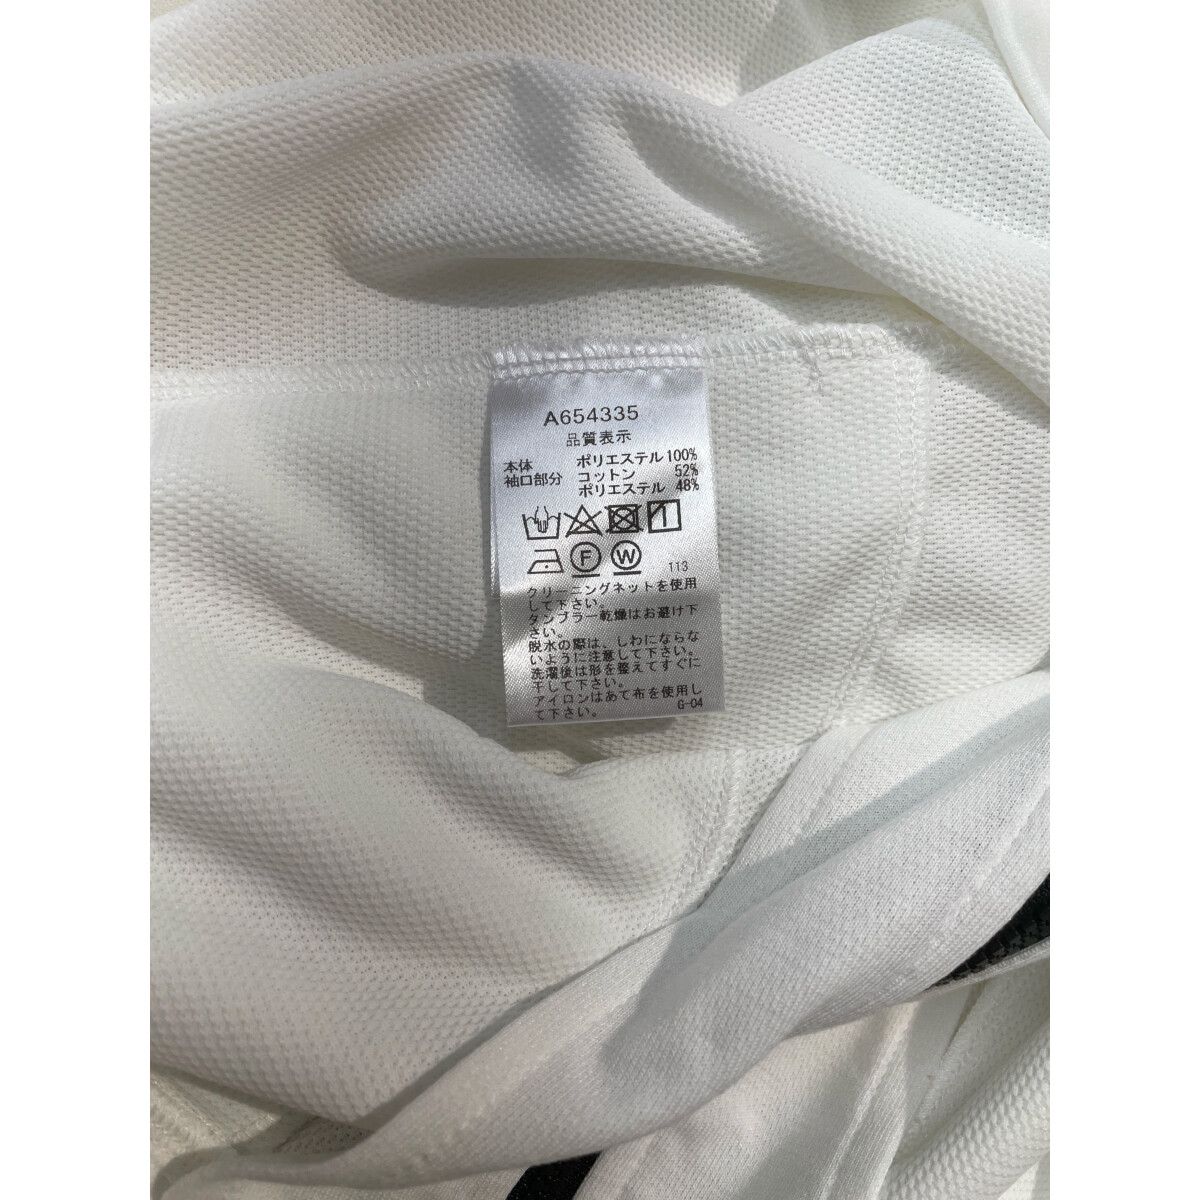 A654335
品質表示
本体 ポリエステル 100%
袖口部分 コットン 52%
ポリエステル 48%
F W 113
クリーニングネットを使用
して下さい。
タンブラー乾燥はお避け下
さい。
脱水の際は、しわにならな
いように注意して下さい。
洗濯後は形を整えてすぐに
干して下さい。
アイロンはあて布を使用し
て下さい。 G-04